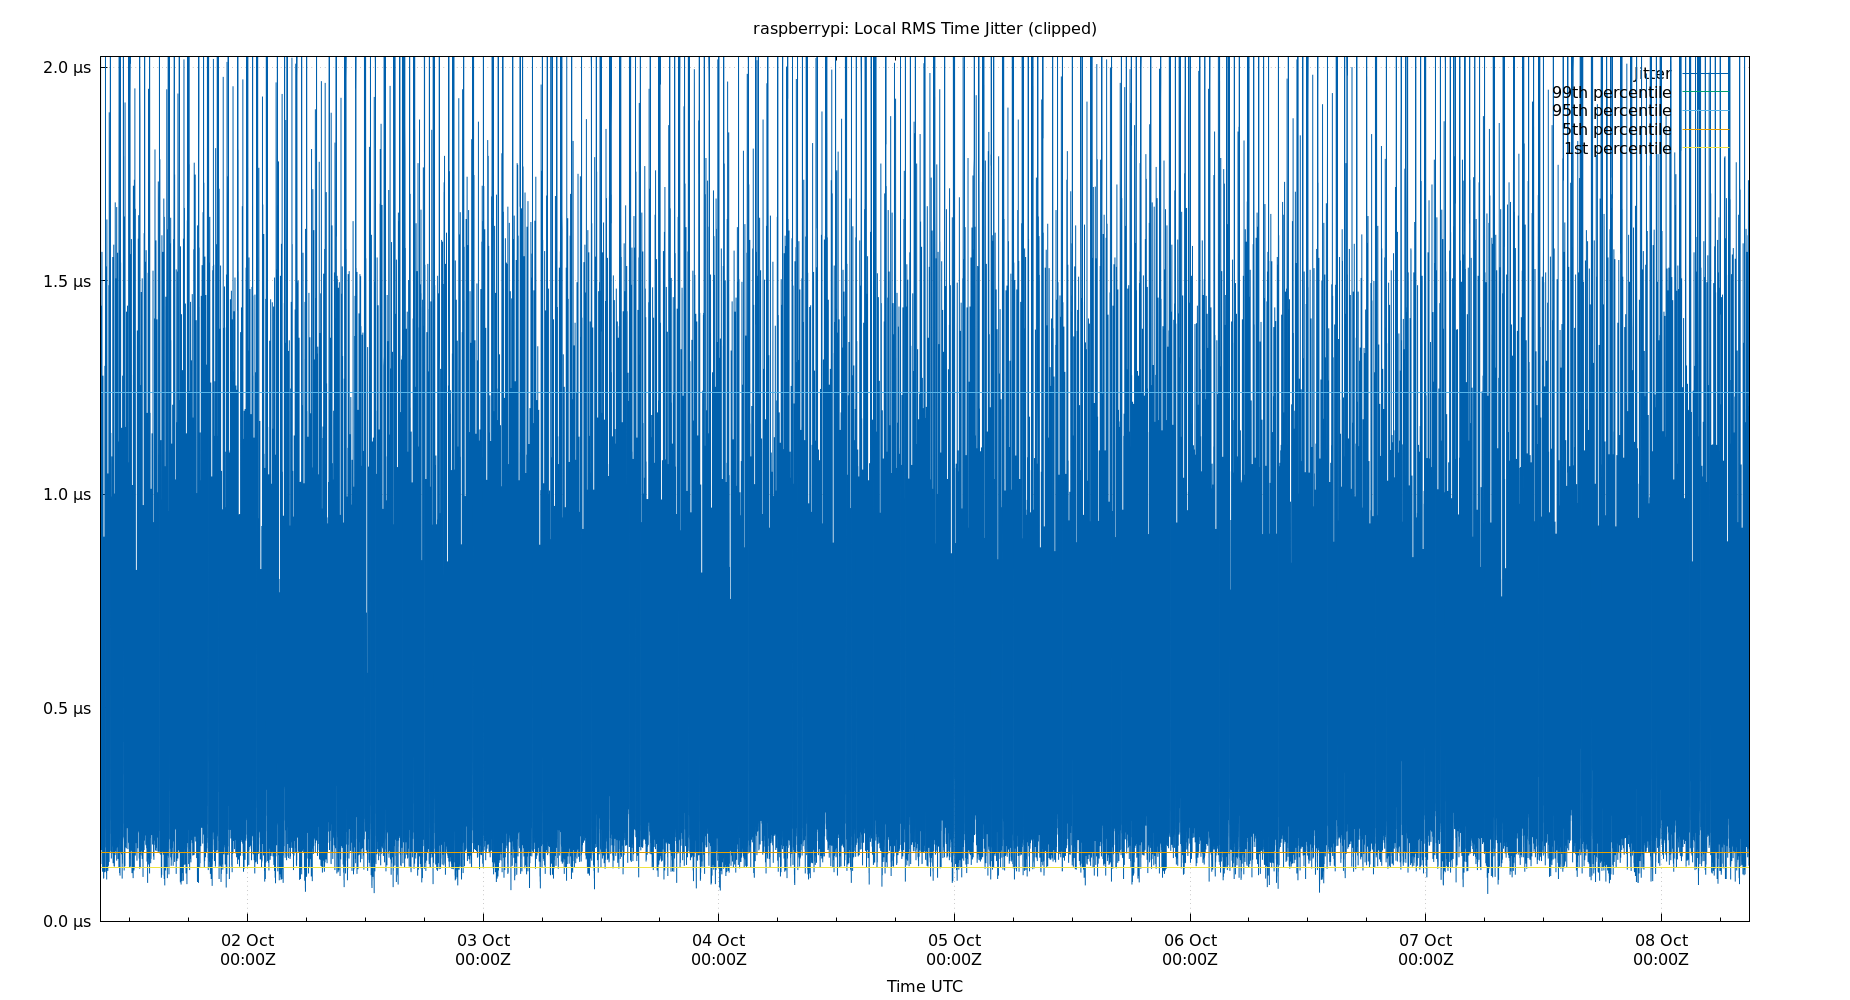 raspberrypi: Local RMS Time Jitter (clipped)
2.0 µs
1.5 µs
1.0 µs
0.5 µs
0.0 µs
Jitter
99th percentile
95th percentile
5th percentile
1st percentile
02 Oct
00:00Z
03 Oct
00:00Z
04 Oct
00:00Z
05 Oct
00:00Z
06 Oct
00:00Z
07 Oct
00:00Z
08 Oct
00:00Z
Time UTC